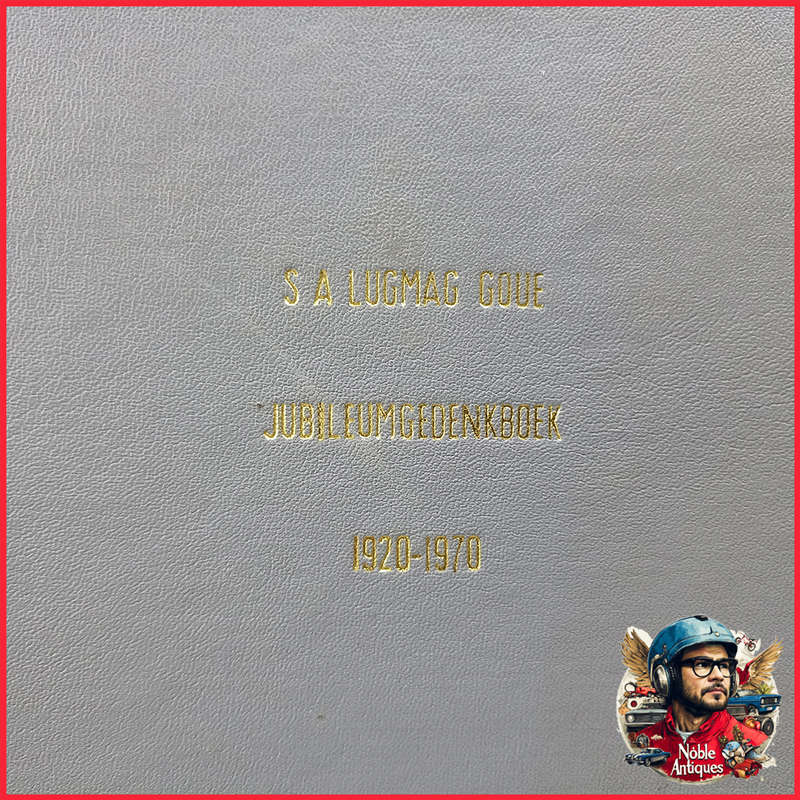 S A LUGMAG GOUE
JUBILEUMGEDENKBOEK
1920-1970
Noble
Antiques